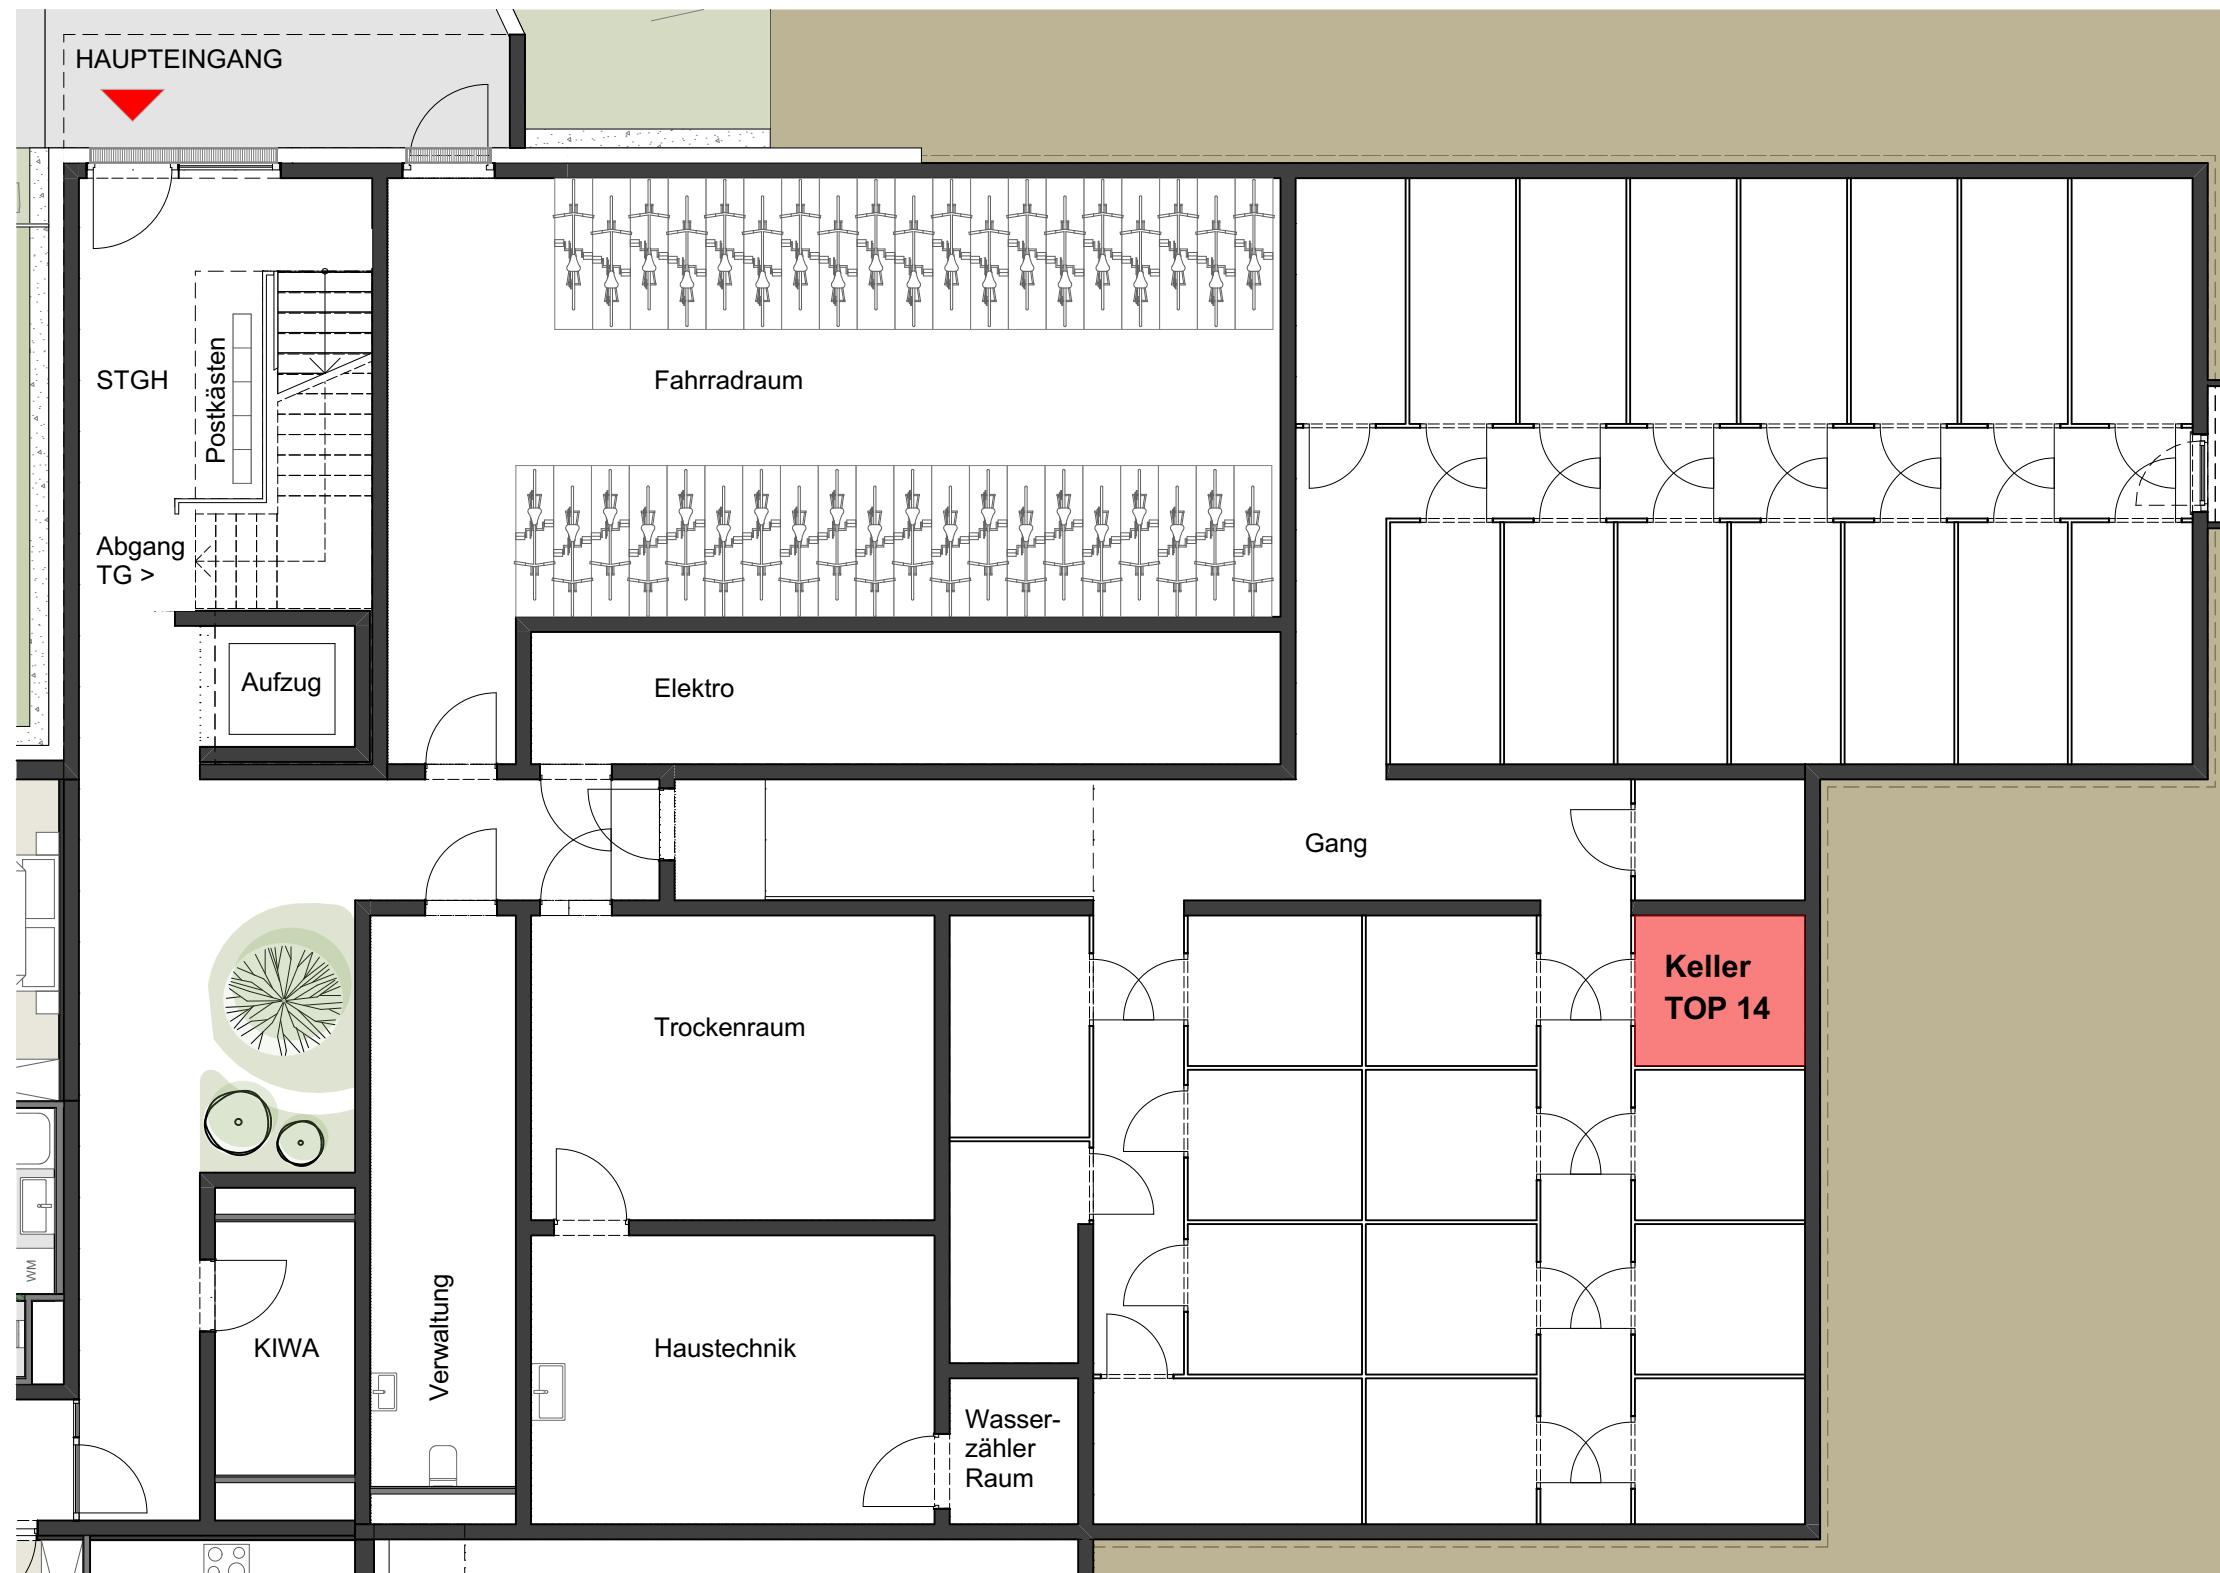 HAUPTEINGANG
STGH
Postkästen
Fahrradraum
Abgang
TG >
Aufzug
Elektro
Gang
Keller
TOP 14
Trockenraum
WM
KIWA
Verwaltung
Haustechnik
Wasser-
zähler
Raum